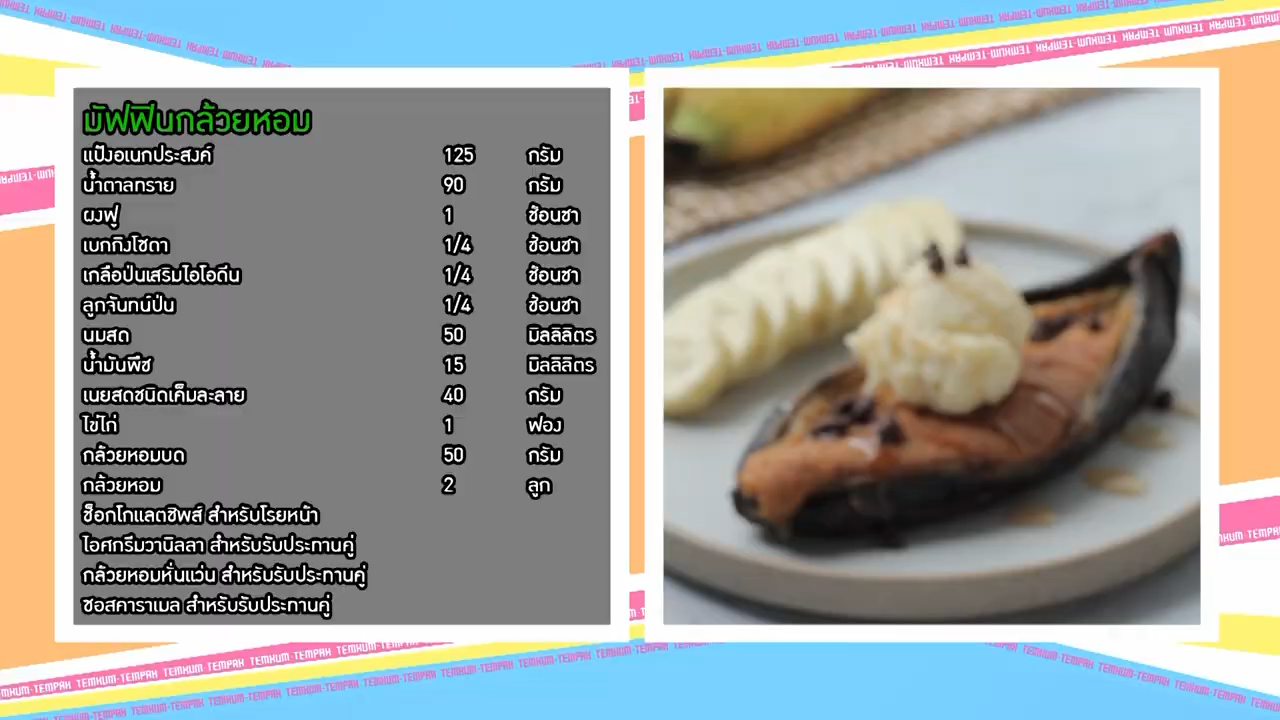 มัฟฟินกล้วยหอม
แป้งอเนกประสงค์ 125 กรัม
น้ำตาลทราย 90 กรัม
ผงฟู 1 ช้อนชา
เบกกิงโซดา 1/4 ช้อนชา
เกลือป่นเสริมไอโอดีน 1/4 ช้อนชา
ลูกจันทน์ป่น 1/4 ช้อนชา
นมสด 50 มิลลิลิตร
น้ำมันพืช 15 มิลลิลิตร
เนยสดชนิดเค็มละลาย 40 กรัม
ไข่ไก่ 1 ฟอง
กล้วยหอมบด 50 กรัม
กล้วยหอม 2 ลูก
ช็อกโกแลตชิพส์ สำหรับโรยหน้า
ไอศกรีมวานิลลา สำหรับรับประทานคู่
กล้วยหอมหั่นแว่น สำหรับรับประทานคู่
ซอสคาราเมล สำหรับรับประทานคู่
TEMHUM-TEMPAK TEMHUM-TEMPAK TEMHUM-TEMPAK